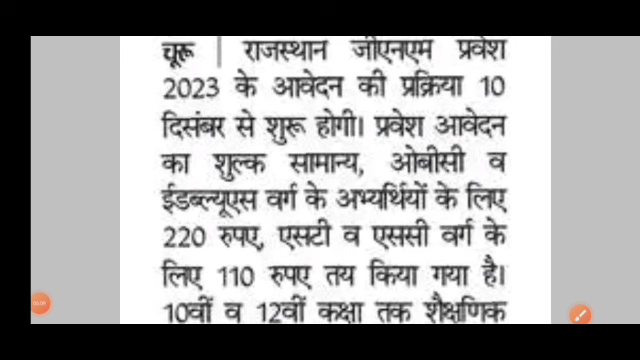 चूरू | राजस्थान जीएनएम प्रवेश
2023 के आवेदन की प्रक्रिया 10
दिसंबर से शुरू होगी। प्रवेश आवेदन
का शुल्क सामान्य, ओबीसी व
ईडब्ल्यूएस वर्ग के अभ्यर्थियों के लिए
220 रुपए, एसटी व एससी वर्ग के
लिए 110 रुपए तय किया गया है।
10वीं व 12वीं कक्षा तक शैक्षणिक